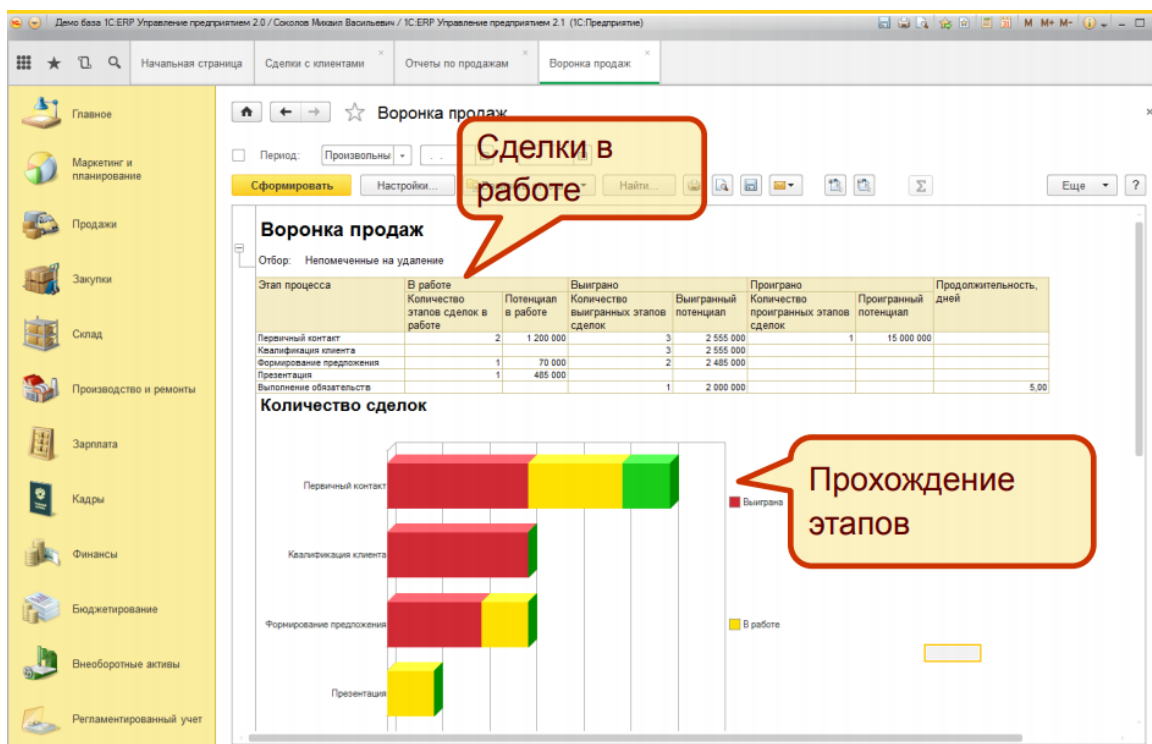 Демо база 1С:ERP Управление предприятием 2.0 / Соколов Михаил Васильевич / 1С:ERP Управление предприятием 2.1 (1С:Предприятие)
M M+ M-
Начальная страница
Сделки с клиентами
Отчеты по продажам
Воронка продаж
Главное
Маркетинг и
планирование
Продажи
Закупки
Склад
Производство и ремонты
Зарплата
Кадры
Финансы
Бюджетирование
Внеоборотные активы
Регламентированный учет
Воронка продаж
Период: Произвольны
Сформировать
Настройки...
Найти...
Еще
?
Сделки в
работе
Воронка продаж
Отбор: Непомеченные на удаление
Этап процесса В работе Выиграно Проиграно Продолжительность, дней
Количество этапов сделок в работе Потенциал в работе Количество выигранных этапов сделок Выигранный потенциал Количество проигранных этапов сделок Проигранный потенциал
Первичный контакт 2 1 200 000 3 2 555 000 1 15 000 000
Квалификация клиента 3 2 555 000
Формирование предложения 1 70 000 2 2 485 000
Презентация 1 485 000
Выполнение обязательств 1 2 000 000 5,00
Количество сделок
Первичный контакт
Квалификация клиента
Формирование предложения
Презентация
Прохождение
этапов
Выиграна
В работе